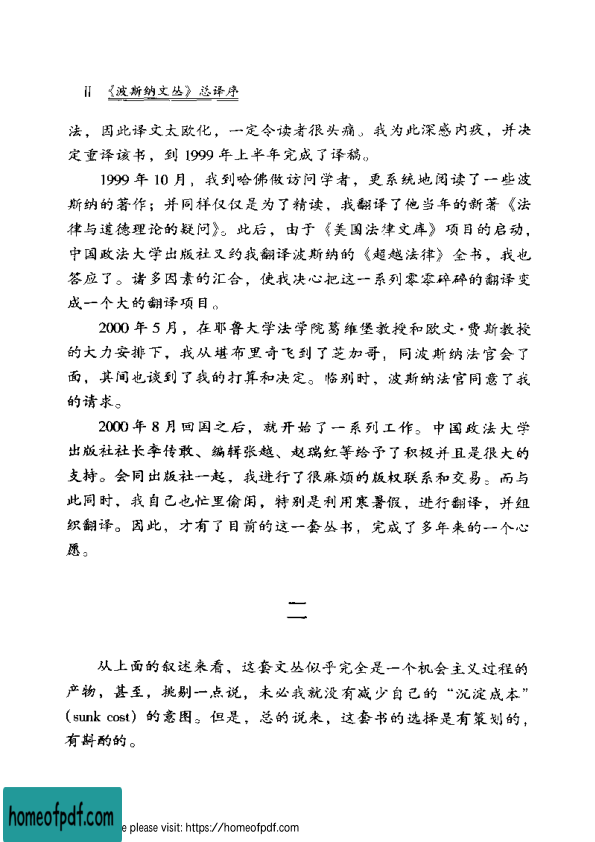 II 《波斯纳文丛》总译序
法，因此译文太欧化，一定令读者很头痛。我为此深感内疚，并决
定重译该书，到1999年上半年完成了译稿。
1999年10月，我到哈佛做访问学者，更系统地阅读了一些波
斯纳的著作；并同样仅仅是为了精读，我翻译了他当年的新著《法
律与道德理论的疑问》。此后，由于《美国法律文库》项目的启动，
中国政法大学出版社又约我翻译波斯纳的《超越法律》全书，我也
答应了。诸多因素的汇合，使我决心把这一系列零零碎碎的翻译变
成一个大的翻译项目。
2000年5月，在耶鲁大学法学院葛维堡教授和欧文·费斯教授
的大力安排下，我从堪布里奇飞到了芝加哥，同波斯纳法官会了
面，其间也谈到了我的打算和决定。临别时，波斯纳法官同意了我
的请求。
2000年8月回国之后，就开始了一系列工作。中国政法大学
出版社社长李传敢、编辑张越、赵瑞红等给予了积极并且是很大的
支持。会同出版社一起，我进行了很麻烦的版权联系和交易。而与
此同时，我自己也忙里偷闲，特别是利用寒暑假，进行翻译，并组
织翻译。因此，才有了目前的这一套丛书，完成了多年来的一个心
愿。
二
从上面的叙述来看、这套文丛似乎完全是一个机会主义过程的
产物，甚至，挑剔一点说，未必我就没有减少自己的“沉淀成本”
(sunk cost) 的意图。但是，总的说来，这套书的选择是有策划的，
有斟酌的。
homeofpdf.com
e please visit: https://homeofpdf.com